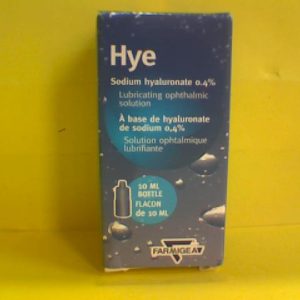 Hye
Sodium hyaluronate 0.4%
Lubricating ophthalmic
solution
À base de hyaluronate
de sodium 0,4%
Solution ophtalmique
lubrifiante
10 ML
BOTTLE
FLACON
de 10 ML
FARMIGEA